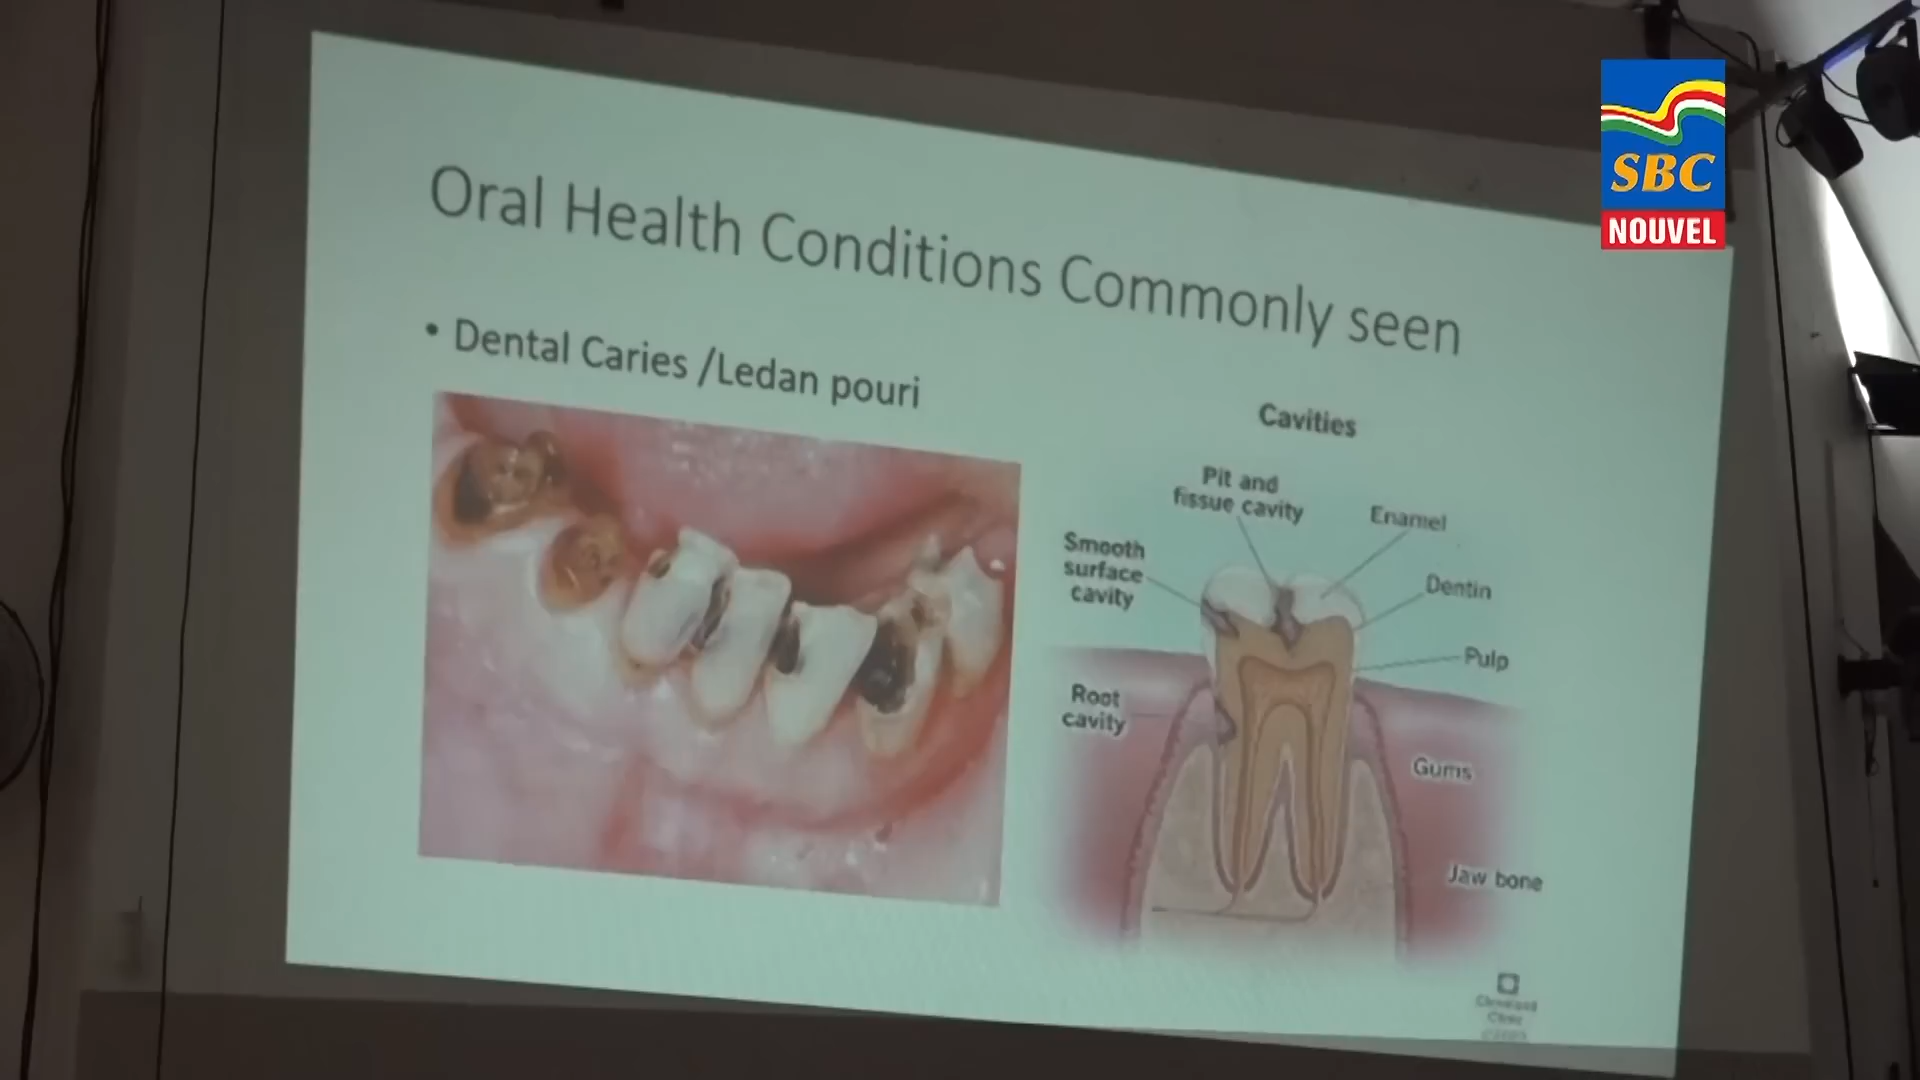 SBC
NOUVEL
Oral Health Conditions Commonly seen
• Dental Caries /Ledan pouri
Cavities
Pit and
fissue cavity
Enamel
Smooth
surface
cavity
Dentin
Pulp
Root
cavity
Gums
Jaw bone
Cleveland
Clinic